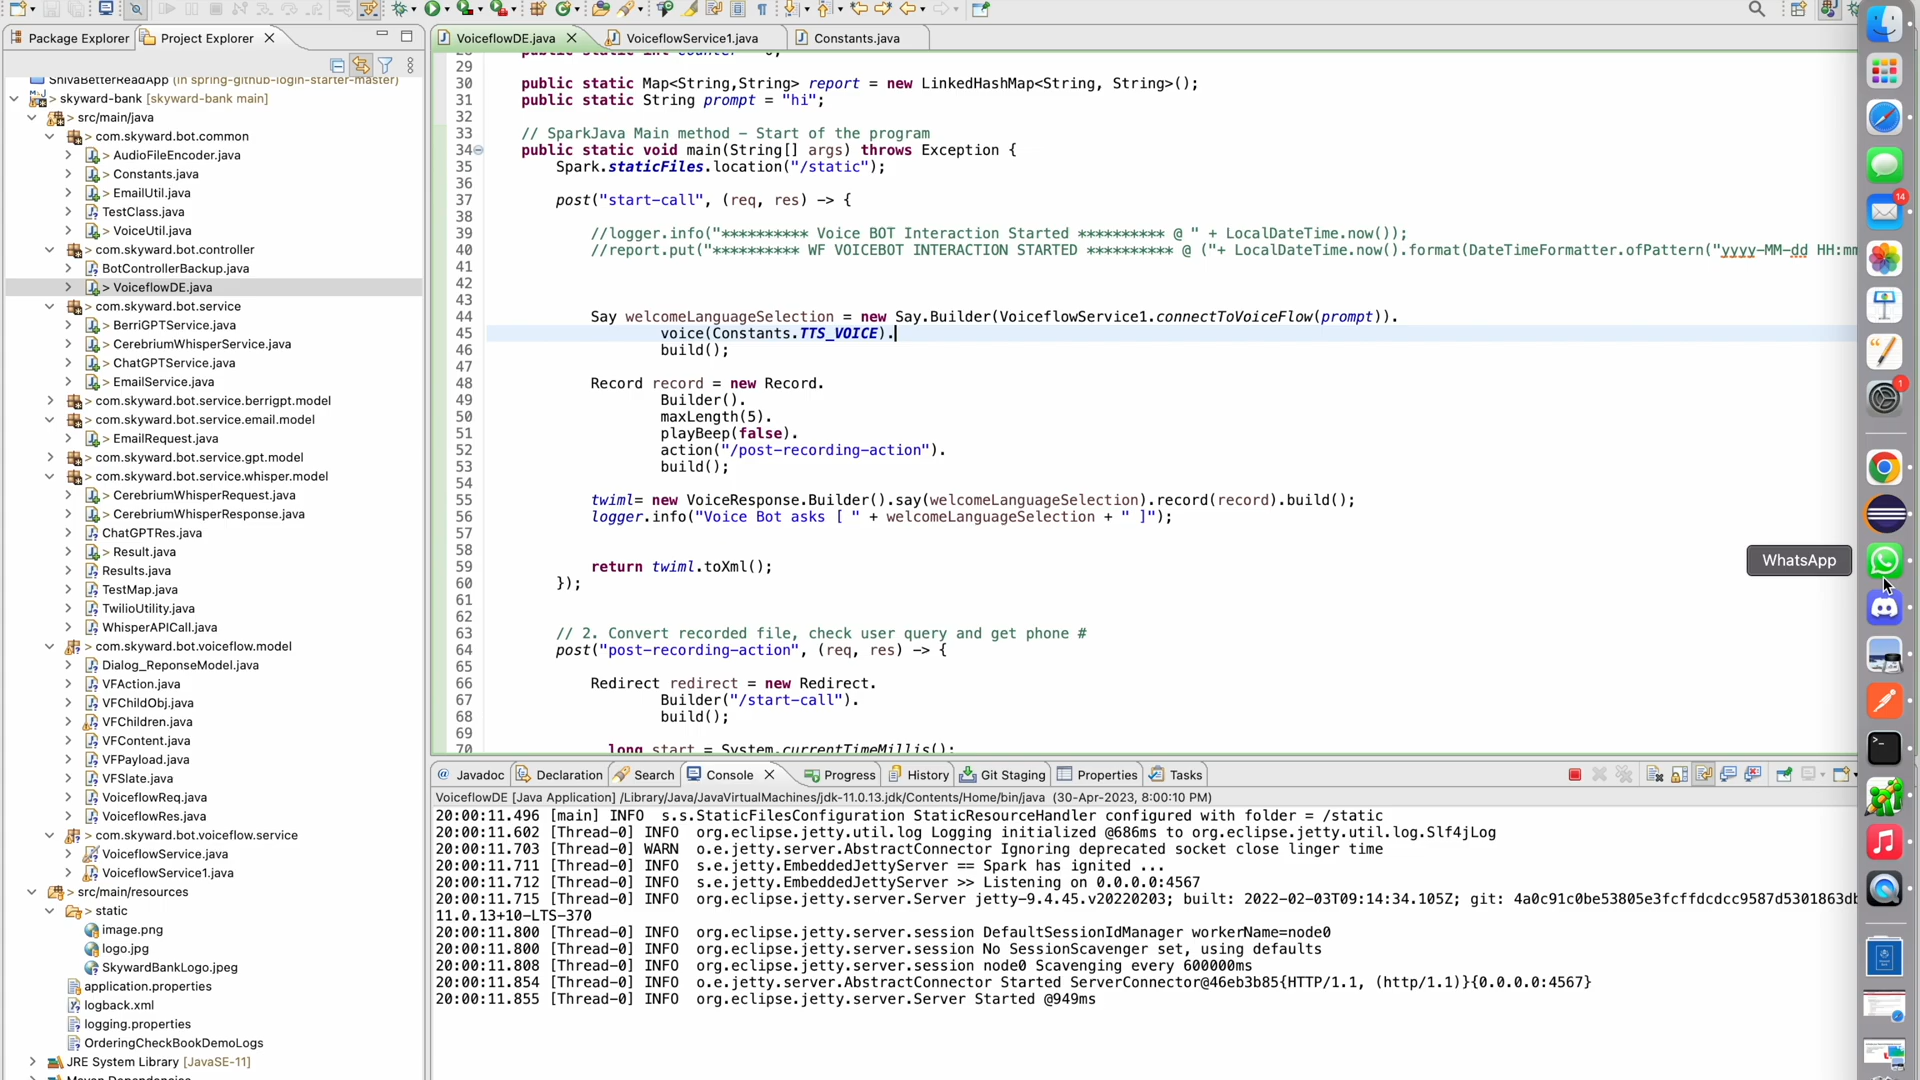 Package Explorer
Project Explorer
ShivaBetterReadApp (in spring-github-login-starter-master)
> skyward-bank [skyward-bank main]
> src/main/java
> com.skyward.bot.common
> AudioFileEncoder.java
> Constants.java
> EmailUtil.java
TestClass.java
> VoiceUtil.java
> com.skyward.bot.controller
BotControllerBackup.java
> VoiceflowDE.java
> com.skyward.bot.service
> BerriGPTService.java
> CerebriumWhisperService.java
> ChatGPTService.java
> EmailService.java
> com.skyward.bot.service.berrigpt.model
> com.skyward.bot.service.email.model
> EmailRequest.java
> com.skyward.bot.service.gpt.model
> com.skyward.bot.service.whisper.model
> CerebriumWhisperRequest.java
> CerebriumWhisperResponse.java
ChatGPTRes.java
> Result.java
Results.java
TestMap.java
TwilioUtility.java
WhisperAPICall.java
> com.skyward.bot.voiceflow.model
Dialog_ReponseModel.java
VFAction.java
VFChildObj.java
VFChildren.java
VFContent.java
VFPayload.java
VFSlate.java
VoiceflowReq.java
VoiceflowRes.java
> com.skyward.bot.voiceflow.service
VoiceflowService.java
VoiceflowService1.java
> src/main/resources
> static
image.png
logo.jpg
SkywardBankLogo.jpeg
application.properties
logback.xml
logging.properties
OrderingCheckBookDemoLogs
JRE System Library [JavaSE-11]
VoiceflowDE.java
VoiceflowService1.java
Constants.java
29
30 public static Map<String,String> report = new LinkedHashMap<String, String>();
31 public static String prompt = "hi";
32
33 // SparkJava Main method – Start of the program
34 public static void main(String[] args) throws Exception {
35 Spark.staticFiles.location("/static");
36
37 post("start-call", (req, res) -> {
38
39 //logger.info("********** Voice BOT Interaction Started ********** @ " + LocalDateTime.now());
40 //report.put("********** WF VOICEBOT INTERACTION STARTED ********** @ ("+ LocalDateTime.now().format(DateTimeFormatter.ofPattern("yyyy-MM-dd HH:mm
41
42
43
44 Say welcomeLanguageSelection = new Say.Builder(VoiceflowService1.connectToVoiceFlow(prompt)).
45 voice(Constants.TTS_VOICE).
46 build();
47
48 Record record = new Record.
49 Builder().
50 maxLength(5).
51 playBeep(false).
52 action("/post-recording-action").
53 build();
54
55 twiml= new VoiceResponse.Builder().say(welcomeLanguageSelection).record(record).build();
56 logger.info("Voice Bot asks [ " + welcomeLanguageSelection + " ]");
57
58
59 return twiml.toXml();
60 });
61
62
63 // 2. Convert recorded file, check user query and get phone #
64 post("post-recording-action", (req, res) -> {
65
66 Redirect redirect = new Redirect.
67 Builder("/start-call").
68 build();
69
70 long start = System.currentTimeMillis();
WhatsApp
14
1
@ Javadoc
Declaration
Search
Console
Progress
History
Git Staging
Properties
Tasks
VoiceflowDE [Java Application] /Library/Java/JavaVirtualMachines/jdk-11.0.13.jdk/Contents/Home/bin/java (30-Apr-2023, 8:00:10 PM)
20:00:11.496 [main] INFO s.s.StaticFilesConfiguration StaticResourceHandler configured with folder = /static
20:00:11.602 [Thread-0] INFO org.eclipse.jetty.util.log Logging initialized @686ms to org.eclipse.jetty.util.log.Slf4jLog
20:00:11.703 [Thread-0] WARN o.e.jetty.server.AbstractConnector Ignoring deprecated socket close linger time
20:00:11.711 [Thread-0] INFO s.e.jetty.EmbeddedJettyServer == Spark has ignited ...
20:00:11.712 [Thread-0] INFO s.e.jetty.EmbeddedJettyServer >> Listening on 0.0.0.0:4567
20:00:11.715 [Thread-0] INFO org.eclipse.jetty.server.Server jetty-9.4.45.v20220203; built: 2022-02-03T09:14:34.105Z; git: 4a0c91c0be53805e3fcffdcdcc9587d5301863db
11.0.13+10-LTS-370
20:00:11.800 [Thread-0] INFO org.eclipse.jetty.server.session DefaultSessionIdManager workerName=node0
20:00:11.800 [Thread-0] INFO org.eclipse.jetty.server.session No SessionScavenger set, using defaults
20:00:11.808 [Thread-0] INFO org.eclipse.jetty.server.session node0 Scavenging every 600000ms
20:00:11.854 [Thread-0] INFO o.e.jetty.server.AbstractConnector Started ServerConnector@46eb3b85{HTTP/1.1, (http/1.1)}{0.0.0.0:4567}
20:00:11.855 [Thread-0] INFO org.eclipse.jetty.server.Server Started @949ms